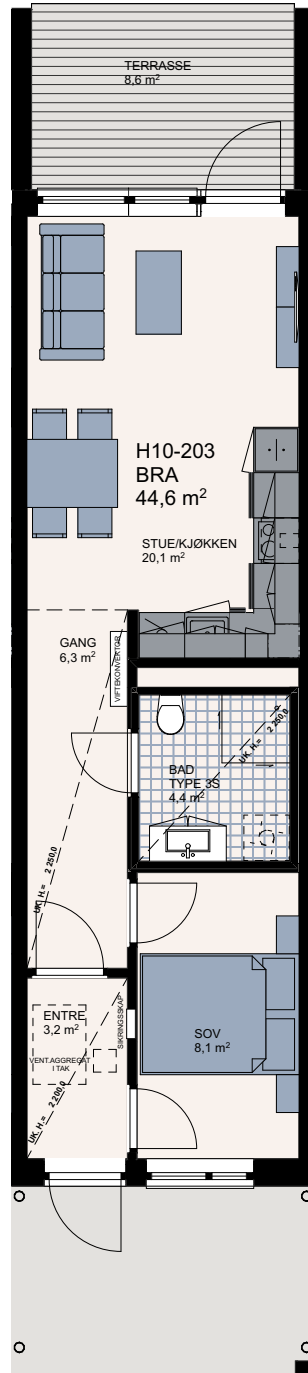 TERRASSE
8,6 m²
H10-203
BRA
44,6 m²
STUE/KJØKKEN
20,1 m²
GANG
6,3 m²
VIFTEKONVEKTOR
UK. H.= 2 250,0
BAD
TYPE 3S
4,4 m²
UK. H.= 2 250,0
ENTRE
3,2 m²
SIKRINGSSKAP
VENT.AGGREGAT
I TAK
UK. H.= 2 200,0
SOV
8,1 m²